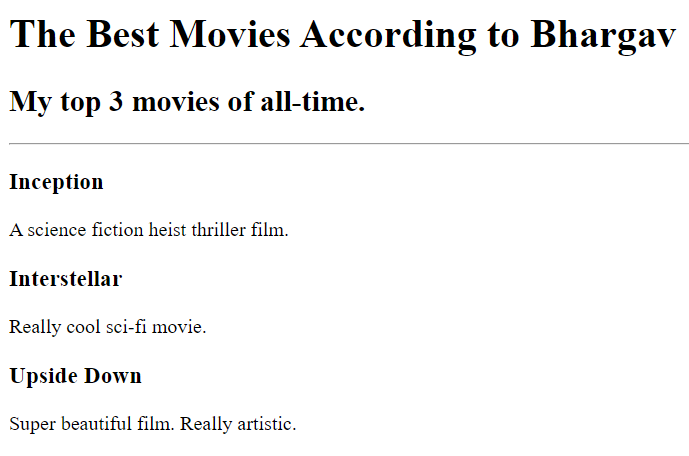 The Best Movies According to Bhargav
My top 3 movies of all-time.
Inception
A science fiction heist thriller film.
Interstellar
Really cool sci-fi movie.
Upside Down
Super beautiful film. Really artistic.